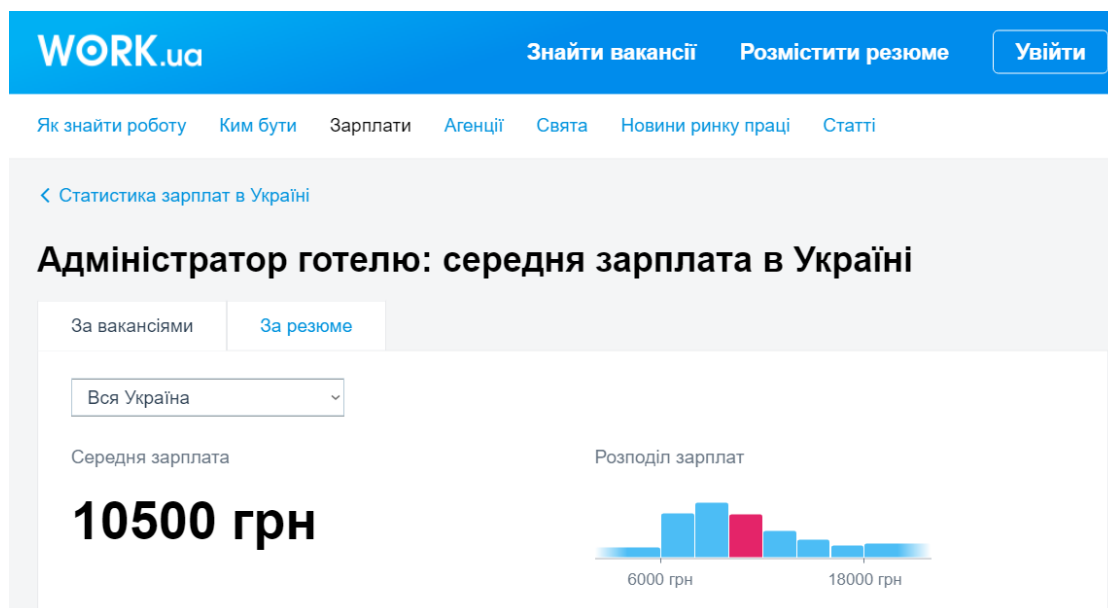 WORK.ua
Знайти вакансії Розмістити резюме Увійти
Як знайти роботу Ким бути Зарплати Агенції Свята Новини ринку праці Статті
Статистика зарплат в Україні
Адміністратор готелю: середня зарплата в Україні
За вакансіями За резюме
Вся Україна
Середня зарплата Розподіл зарплат
10500 грн
6000 грн 18000 грн